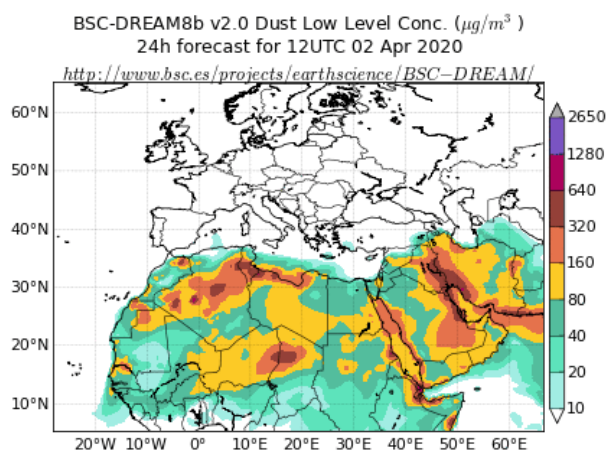 BSC-DREAM8b v2.0 Dust Low Level Conc. (μg/m³ )
24h forecast for 12UTC 02 Apr 2020
http://www.bsc.es/projects/earthscience/BSC−DREAM/
60°N
50°N
40°N
30°N
20°N
10°N
20°W 10°W 0° 10°E 20°E 30°E 40°E 50°E 60°E
2650
1280
640
320
160
80
40
20
10